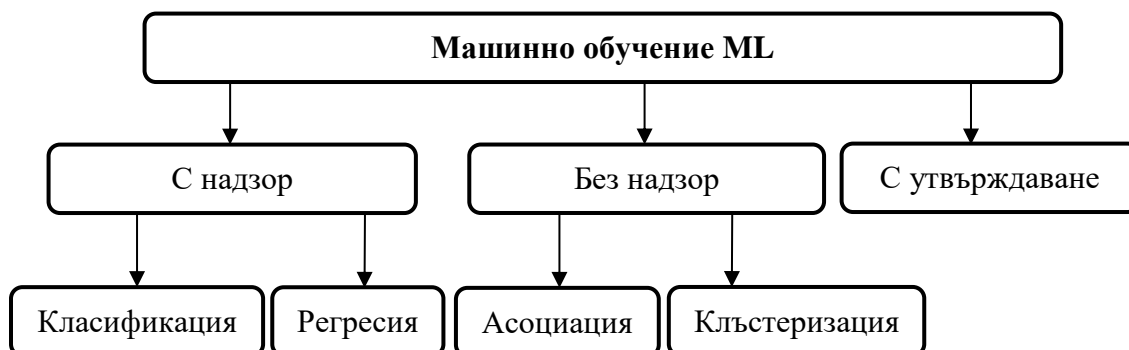 Машинно обучение ML
С надзор
Без надзор
С утвърждаване
Класификация
Регресия
Асоциация
Клъстеризация